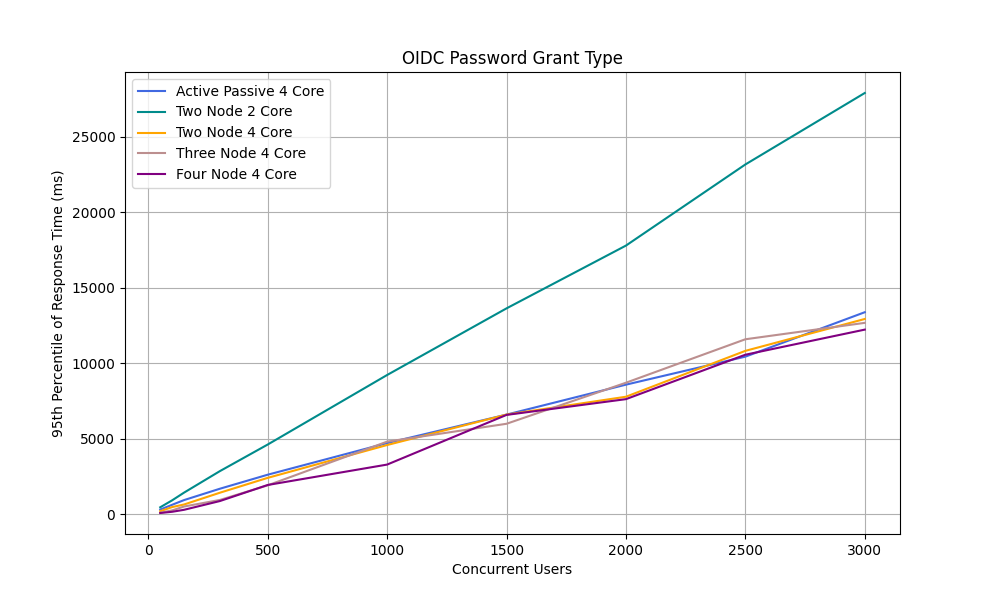 OIDC Password Grant Type
Active Passive 4 Core
Two Node 2 Core
Two Node 4 Core
Three Node 4 Core
Four Node 4 Core
95th Percentile of Response Time (ms)
25000
20000
15000
10000
5000
0
0 500 1000 1500 2000 2500 3000
Concurrent Users